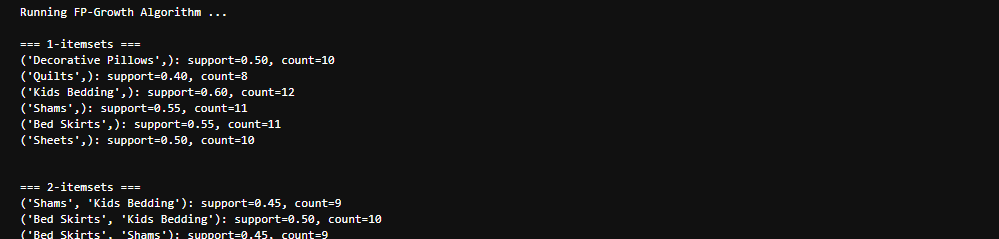 Running FP-Growth Algorithm ...
=== 1-itemsets ===
('Decorative Pillows',): support=0.50, count=10
('Quilts',): support=0.40, count=8
('Kids Bedding',): support=0.60, count=12
('Shams',): support=0.55, count=11
('Bed Skirts',): support=0.55, count=11
('Sheets',): support=0.50, count=10
=== 2-itemsets ===
('Shams', 'Kids Bedding'): support=0.45, count=9
('Bed Skirts', 'Kids Bedding'): support=0.50, count=10
('Bed Skirts', 'Shams'): support=0.45, count=9